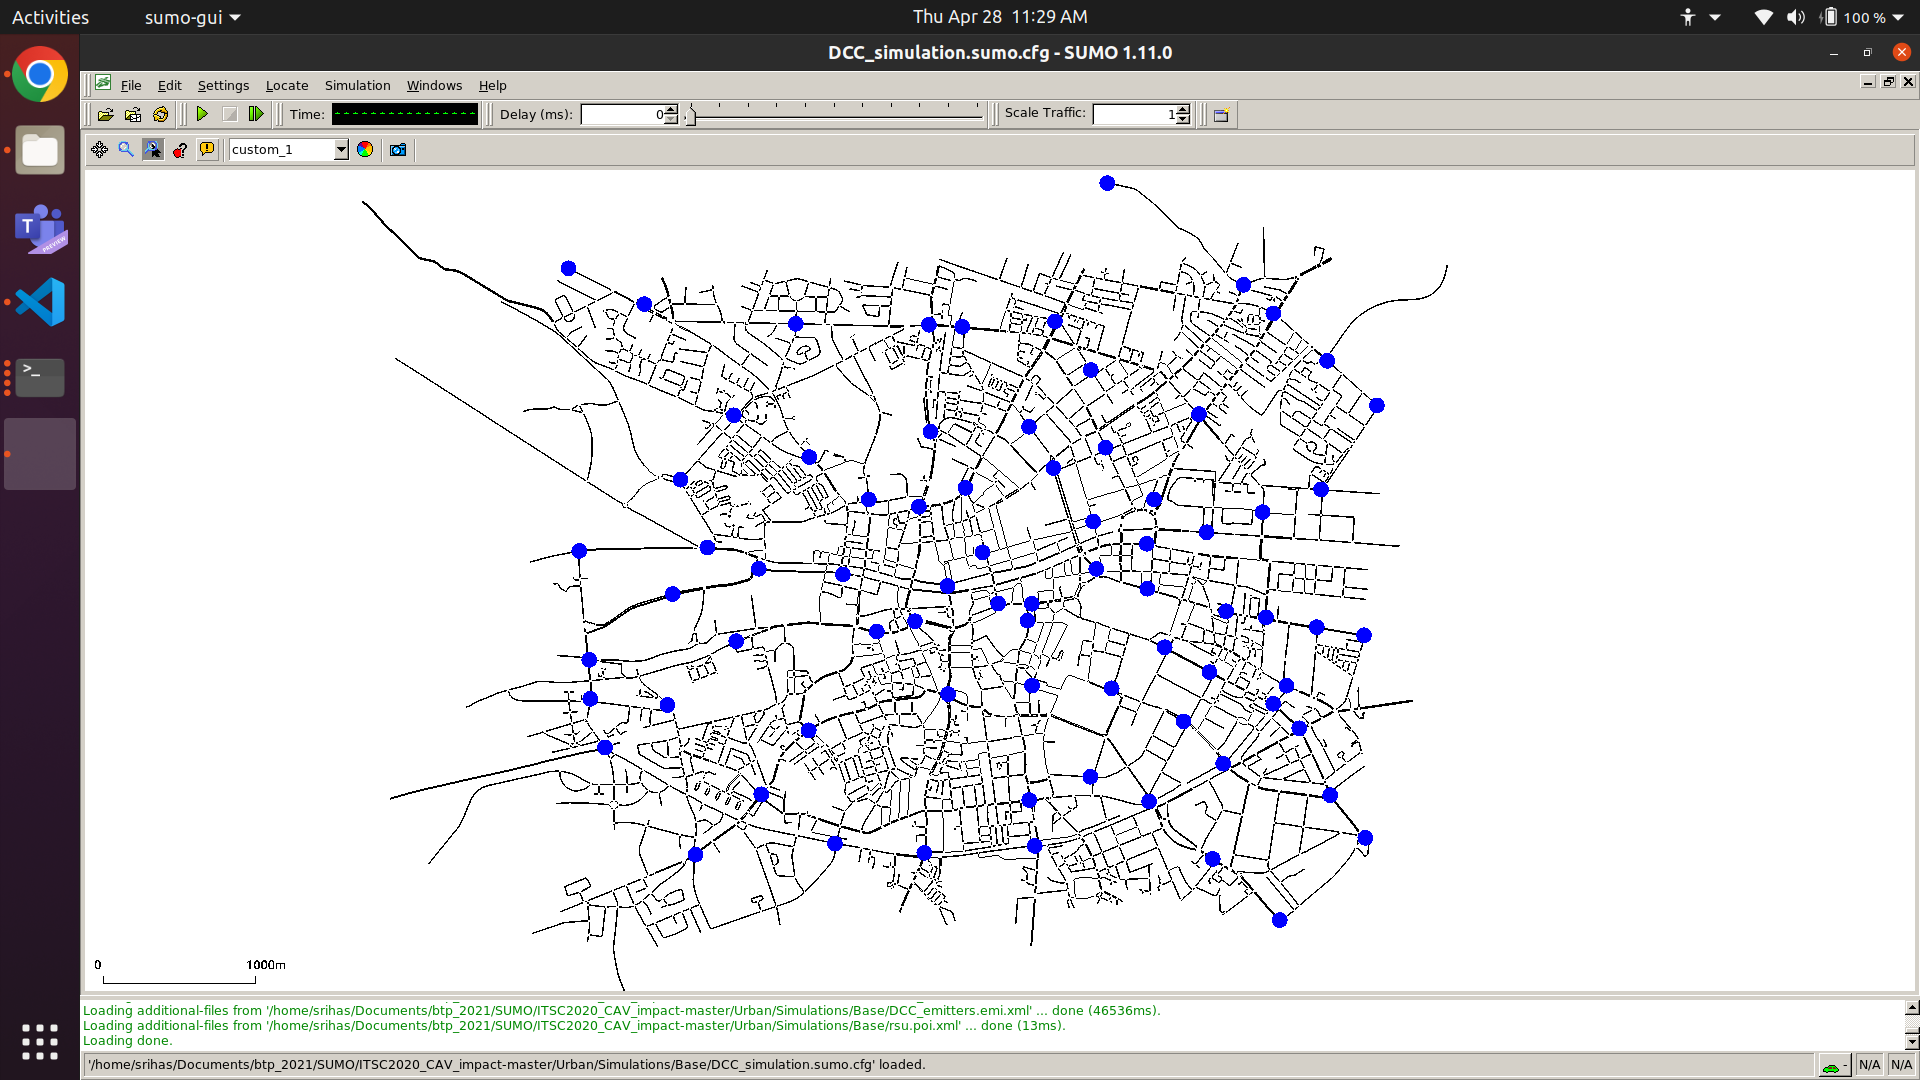 Activities sumo-gui Thu Apr 28 11:29 AM 100 %
DCC_simulation.sumo.cfg - SUMO 1.11.0
File Edit Settings Locate Simulation Windows Help
Time: Delay (ms): 0 Scale Traffic: 1
custom_1
T
PREVIEW
>_
0 1000m
Loading additional-files from '/home/srihas/Documents/btp_2021/SUMO/ITSC2020_CAV_impact-master/Urban/Simulations/Base/DCC_emitters.emi.xml' ... done (46536ms).
Loading additional-files from '/home/srihas/Documents/btp_2021/SUMO/ITSC2020_CAV_impact-master/Urban/Simulations/Base/rsu.poi.xml' ... done (13ms).
Loading done.
'/home/srihas/Documents/btp_2021/SUMO/ITSC2020_CAV_impact-master/Urban/Simulations/Base/DCC_simulation.sumo.cfg' loaded. - N/A N/A